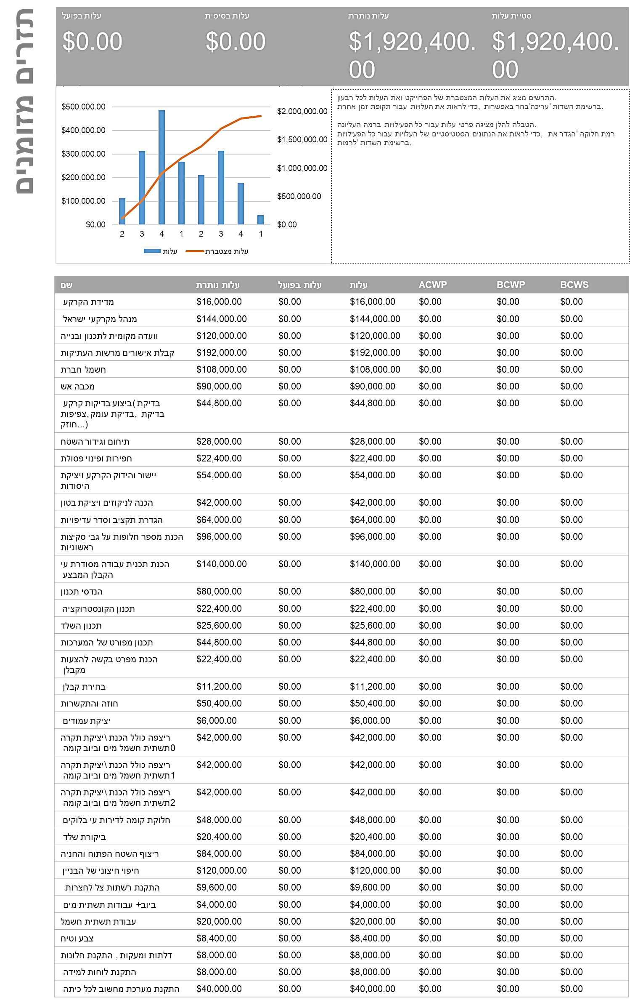 תזרים מזומנים
עלות בפועל
עלות בסיסית
עלות נותרת
סטיית עלות
$0.00
$0.00
$1,920,400.
00
$1,920,400.
00
$500,000.00
$400,000.00
$300,000.00
$200,000.00
$100,000.00
$0.00
$2,000,000.00
$1,500,000.00
$1,000,000.00
$500,000.00
$0.00
2 3 4 1 2 3 4 1
עלות
עלות מצטברת
התרשים מציג את העלות המצטברת של הפרוייקט ואת העלות לכל רבעון.
כדי לראות את העלויות עבור תקופת זמן אחרת, בחר באפשרות 'עריכה' ברשימת השדות.
הטבלה להלן מציגה פרטי עלות עבור כל הפעילויות ברמה העליונה.
כדי לראות את הנתונים הסטטיסטיים של העלויות עבור כל הפעילויות, הגדר את 'רמת חלוקה
לרמות' ברשימת השדות.
שם עלות נותרת עלות בפועל עלות ACWP BCWP BCWS
מדידת הקרקע $16,000.00 $0.00 $16,000.00 $0.00 $0.00 $0.00
מנהל מקרקעי ישראל $144,000.00 $0.00 $144,000.00 $0.00 $0.00 $0.00
וועדה מקומית לתכנון ובנייה $120,000.00 $0.00 $120,000.00 $0.00 $0.00 $0.00
קבלת אישורים מרשות העתיקות $192,000.00 $0.00 $192,000.00 $0.00 $0.00 $0.00
חשמל חברת $108,000.00 $0.00 $108,000.00 $0.00 $0.00 $0.00
מכבה אש $90,000.00 $0.00 $90,000.00 $0.00 $0.00 $0.00
ביצוע בדיקות קרקע (בדיקת $44,800.00 $0.00 $44,800.00 $0.00 $0.00 $0.00
צפיפות, בדיקת עומק, בדיקת
חוזק...)
תיחום וגידור השטח $28,000.00 $0.00 $28,000.00 $0.00 $0.00 $0.00
חפירות ופינוי פסולת $22,400.00 $0.00 $22,400.00 $0.00 $0.00 $0.00
יישור והידוק הקרקע ויציקת $54,000.00 $0.00 $54,000.00 $0.00 $0.00 $0.00
היסודות
הכנה לניקוזים ויציקת בטון $42,000.00 $0.00 $42,000.00 $0.00 $0.00 $0.00
הגדרת תקציב וסדר עדיפויות $64,000.00 $0.00 $64,000.00 $0.00 $0.00 $0.00
הכנת מספר חלופות על גבי סקיצות $96,000.00 $0.00 $96,000.00 $0.00 $0.00 $0.00
ראשוניות
הכנת תכנית עבודה מסודרת עי $140,000.00 $0.00 $140,000.00 $0.00 $0.00 $0.00
הקבלן המבצע
הנדסי תכנון $80,000.00 $0.00 $80,000.00 $0.00 $0.00 $0.00
תכנון הקונסטרוקציה $22,400.00 $0.00 $22,400.00 $0.00 $0.00 $0.00
תכנון השלד $25,600.00 $0.00 $25,600.00 $0.00 $0.00 $0.00
תכנון מפורט של המערכות $44,800.00 $0.00 $44,800.00 $0.00 $0.00 $0.00
הכנת מפרט בקשה להצעות $22,400.00 $0.00 $22,400.00 $0.00 $0.00 $0.00
מקבלן
בחירת קבלן $11,200.00 $0.00 $11,200.00 $0.00 $0.00 $0.00
חוזה והתקשרות $50,400.00 $0.00 $50,400.00 $0.00 $0.00 $0.00
יציקת עמודים $6,000.00 $0.00 $6,000.00 $0.00 $0.00 $0.00
יציקת תקרה\ ריצפה כולל הכנת $42,000.00 $0.00 $42,000.00 $0.00 $0.00 $0.00
תשתית חשמל מים וביוב קומה 0
יציקת תקרה\ ריצפה כולל הכנת $42,000.00 $0.00 $42,000.00 $0.00 $0.00 $0.00
תשתית חשמל מים וביוב קומה 1
יציקת תקרה\ ריצפה כולל הכנת $42,000.00 $0.00 $42,000.00 $0.00 $0.00 $0.00
תשתית חשמל מים וביוב קומה 2
חלוקת קומה לדירות עי בלוקים $48,000.00 $0.00 $48,000.00 $0.00 $0.00 $0.00
ביקורת שלד $20,400.00 $0.00 $20,400.00 $0.00 $0.00 $0.00
ריצוף השטח הפתוח והחניה $84,000.00 $0.00 $84,000.00 $0.00 $0.00 $0.00
חיפוי חיצוני של הבניין $120,000.00 $0.00 $120,000.00 $0.00 $0.00 $0.00
התקנת רשתות צל לחצרות $9,600.00 $0.00 $9,600.00 $0.00 $0.00 $0.00
עבודות תשתית מים +ביוב $4,000.00 $0.00 $4,000.00 $0.00 $0.00 $0.00
עבודת תשתית חשמל $20,000.00 $0.00 $20,000.00 $0.00 $0.00 $0.00
צבע וטיח $8,400.00 $0.00 $8,400.00 $0.00 $0.00 $0.00
התקנת חלונות , דלתות ומעקות $8,000.00 $0.00 $8,000.00 $0.00 $0.00 $0.00
התקנת לוחות למידה $8,000.00 $0.00 $8,000.00 $0.00 $0.00 $0.00
התקנת מערכת מחשוב לכל כיתה $40,000.00 $0.00 $40,000.00 $0.00 $0.00 $0.00